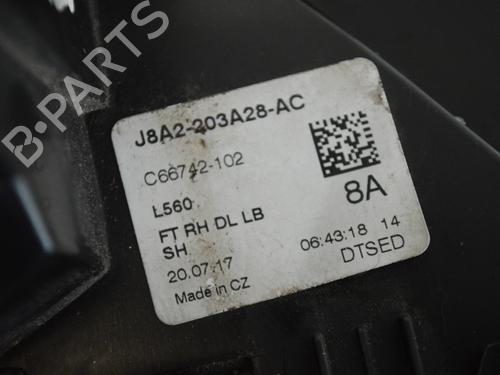 B-PARTS
J8A2-203A28-AC
C66742-102
L560
8A
FT RH DL LB
SH
06:43:18 14
20.07.17
DTSED
Made in CZ